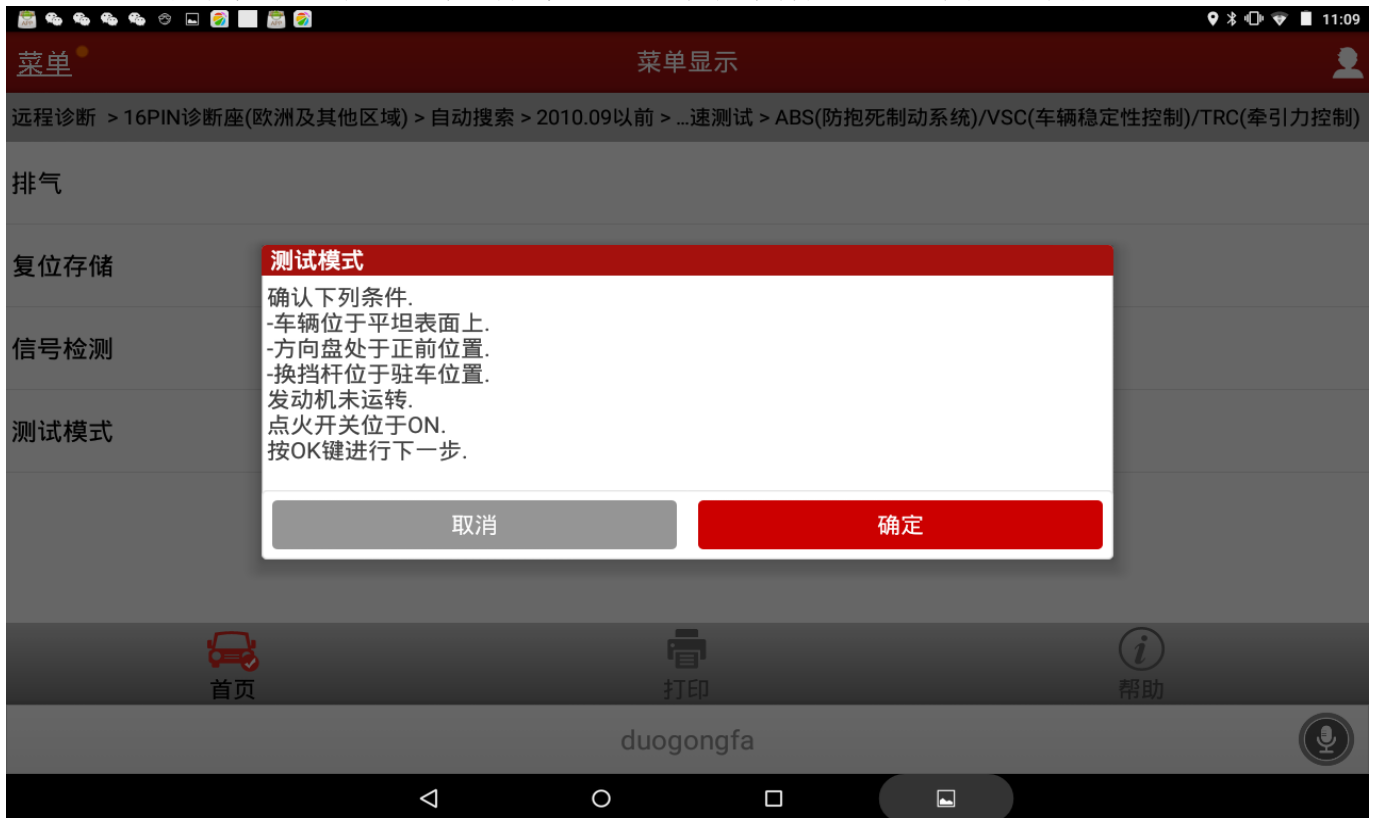 11:09
菜单
菜单显示
远程诊断 > 16PIN诊断座(欧洲及其他区域) > 自动搜索 > 2010.09以前 > ...速测试 > ABS(防抱死制动系统)/VSC(车辆稳定性控制)/TRC(牵引力控制)
排气
复位存储
信号检测
测试模式
测试模式
确认下列条件.
-车辆位于平坦表面上.
-方向盘处于正前位置.
-换挡杆位于驻车位置.
发动机未运转.
点火开关位于ON.
按OK键进行下一步.
取消
确定
首页
打印
帮助
duogongfa